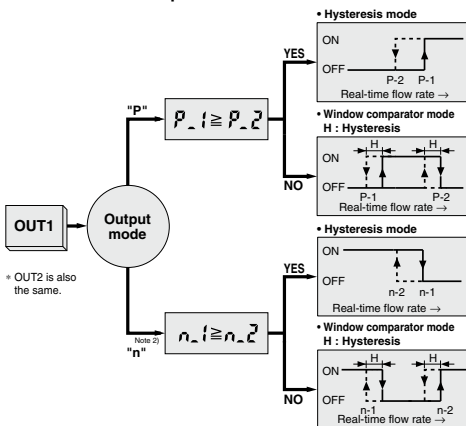 • Hysteresis mode
ON
OFF
P-2 P-1
Real-time flow rate →
YES
"P"
P_1 ≧ P_2
• Window comparator mode
H : Hysteresis
H H
ON
OFF
P-1 P-2
Real-time flow rate →
NO
OUT1
Output
mode
∗ OUT2 is also
the same.
• Hysteresis mode
ON
OFF
n-2 n-1
Real-time flow rate →
YES
Note 2)
"n"
n_1 ≧ n_2
• Window comparator mode
H : Hysteresis
H H
ON
OFF
n-1 n-2
Real-time flow rate →
NO